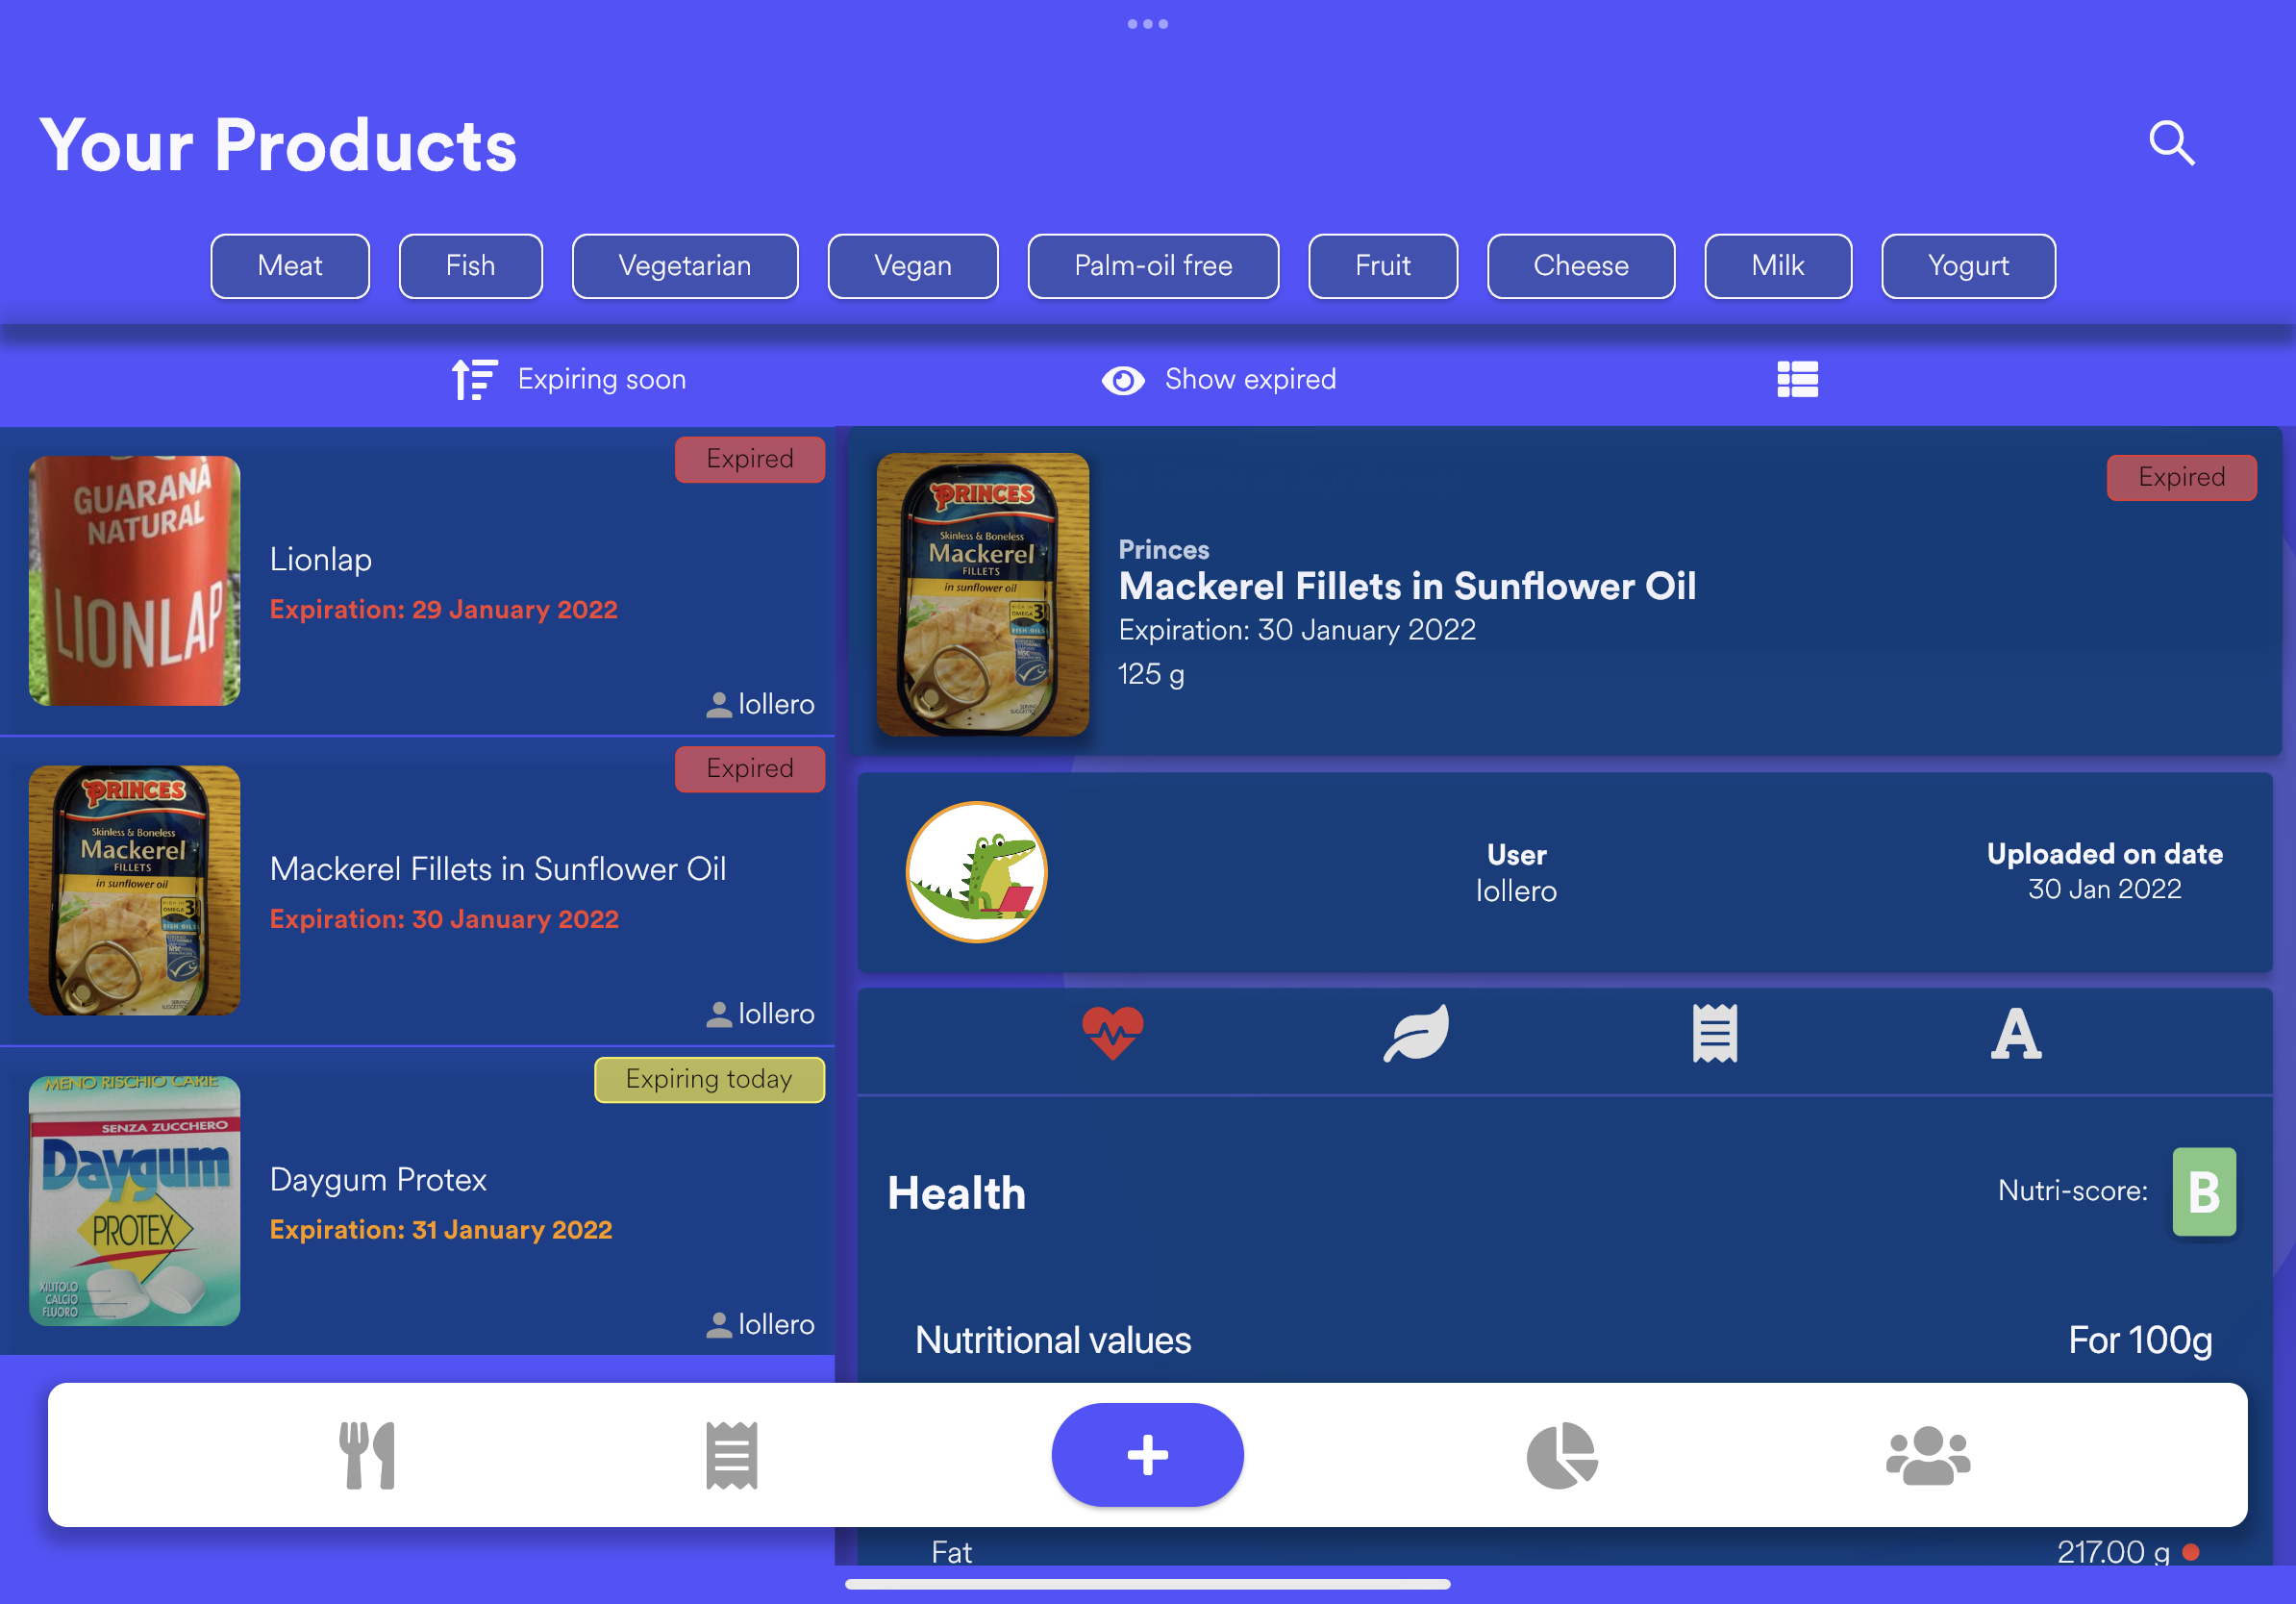 Your Products
Meat
Fish
Vegetarian
Vegan
Palm-oil free
Fruit
Cheese
Milk
Yogurt
Expiring soon
Show expired
Expired
GUARANÀ
NATURAL
LIONLAP
Lionlap
Expiration: 29 January 2022
lollero
Expired
PRINCES
Skinless & Boneless
Mackerel
FILLETS
in sunflower oil
Mackerel Fillets in Sunflower Oil
Expiration: 30 January 2022
lollero
Expiring today
MENO RISCHIO CARIE
SENZA ZUCCHERO
Daygum
PROTEX
XILITOLO
CALCIO
FLUORO
Daygum Protex
Expiration: 31 January 2022
lollero
Expired
PRINCES
Skinless & Boneless
Mackerel
FILLETS
in sunflower oil
OMEGA 3
FISH OILS
Princes
Mackerel Fillets in Sunflower Oil
Expiration: 30 January 2022
125 g
User
lollero
Uploaded on date
30 Jan 2022
A
Health
Nutri-score:
B
Nutritional values
For 100g
Fat
217.00 g